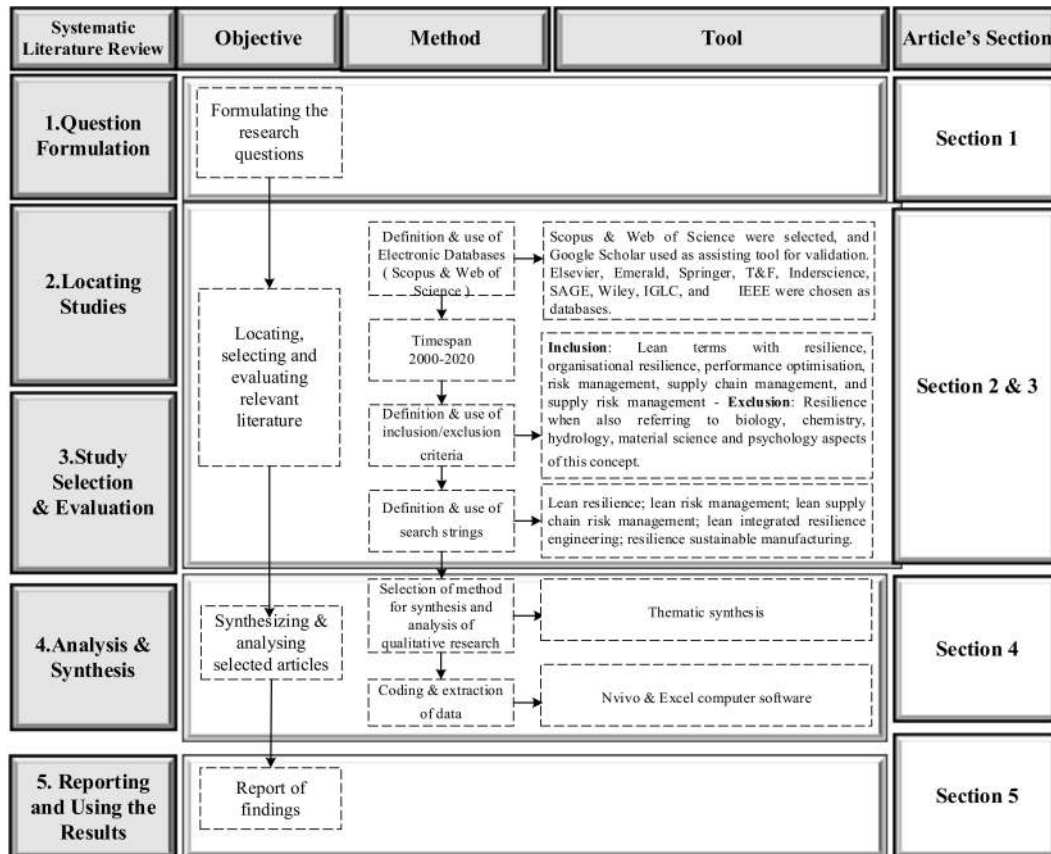 Systematic
Literature Review
Objective
Method
Tool
Article's Section
1.Question
Formulation
Formulating the
research
questions
Section 1
2.Locating
Studies
3.Study
Selection
& Evaluation
Locating,
selecting and
evaluating
relevant
literature
Definition & use of
Electronic Databases
( Scopus & Web of
Science )
Scopus & Web of Science were selected, and
Google Scholar used as assisting tool for validation.
Elsevier, Emerald, Springer, T&F, Inderscience,
SAGE, Wiley, IGLC, and IEEE were chosen as
databases.
Timespan
2000-2020
Definition & use of
inclusion/exclusion
criteria
Inclusion: Lean terms with resilience,
organisational resilience, performance optimisation,
risk management, supply chain management, and
supply risk management - Exclusion: Resilience
when also referring to biology, chemistry,
hydrology, material science and psychology aspects
of this concept.
Definition & use of
search strings
Lean resilience; lean risk management; lean supply
chain risk management; lean integrated resilience
engineering; resilience sustainable manufacturing.
Section 2 & 3
4.Analysis &
Synthesis
Synthesizing &
analysing
selected articles
Selection of method
for synthesis and
analysis of
qualitative research
Thematic synthesis
Coding & extraction
of data
Nvivo & Excel computer software
Section 4
5. Reporting
and Using the
Results
Report of
findings
Section 5